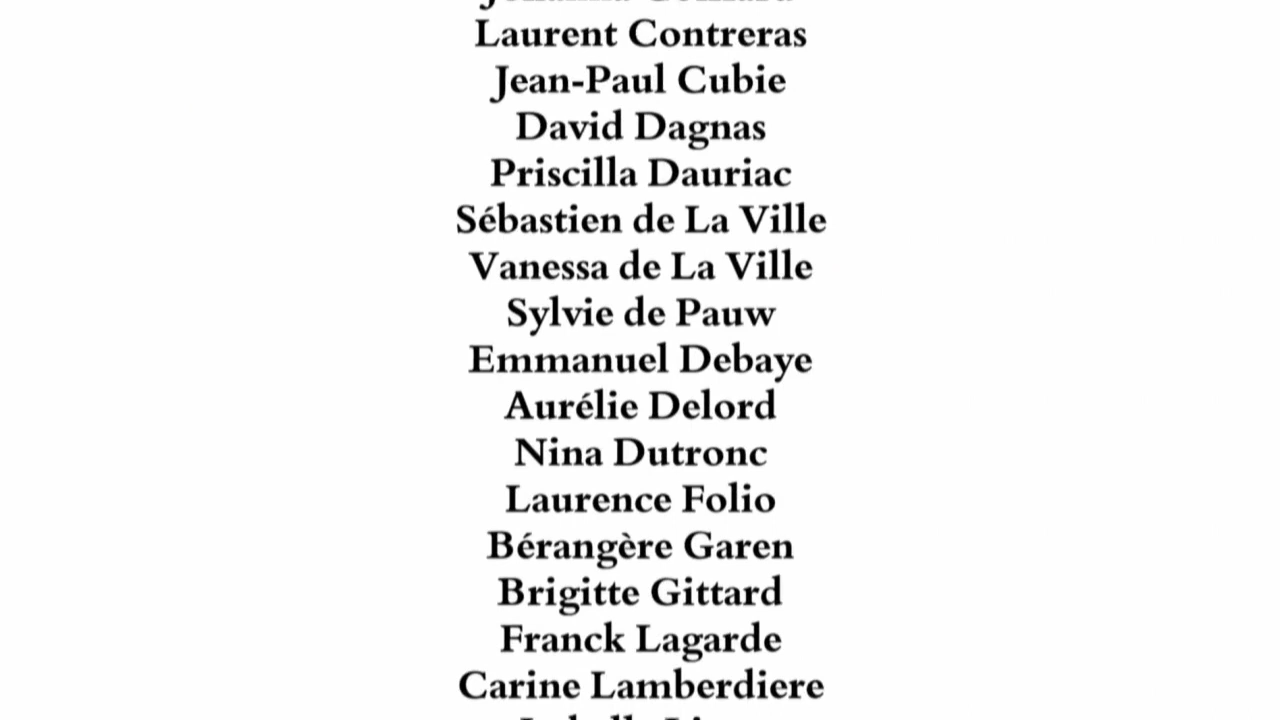 Laurent Contreras
Jean-Paul Cubie
David Dagnas
Priscilla Dauriac
Sébastien de La Ville
Vanessa de La Ville
Sylvie de Pauw
Emmanuel Debaye
Aurélie Delord
Nina Dutronc
Laurence Folio
Bérangère Garen
Brigitte Gittard
Franck Lagarde
Carine Lamberdiere